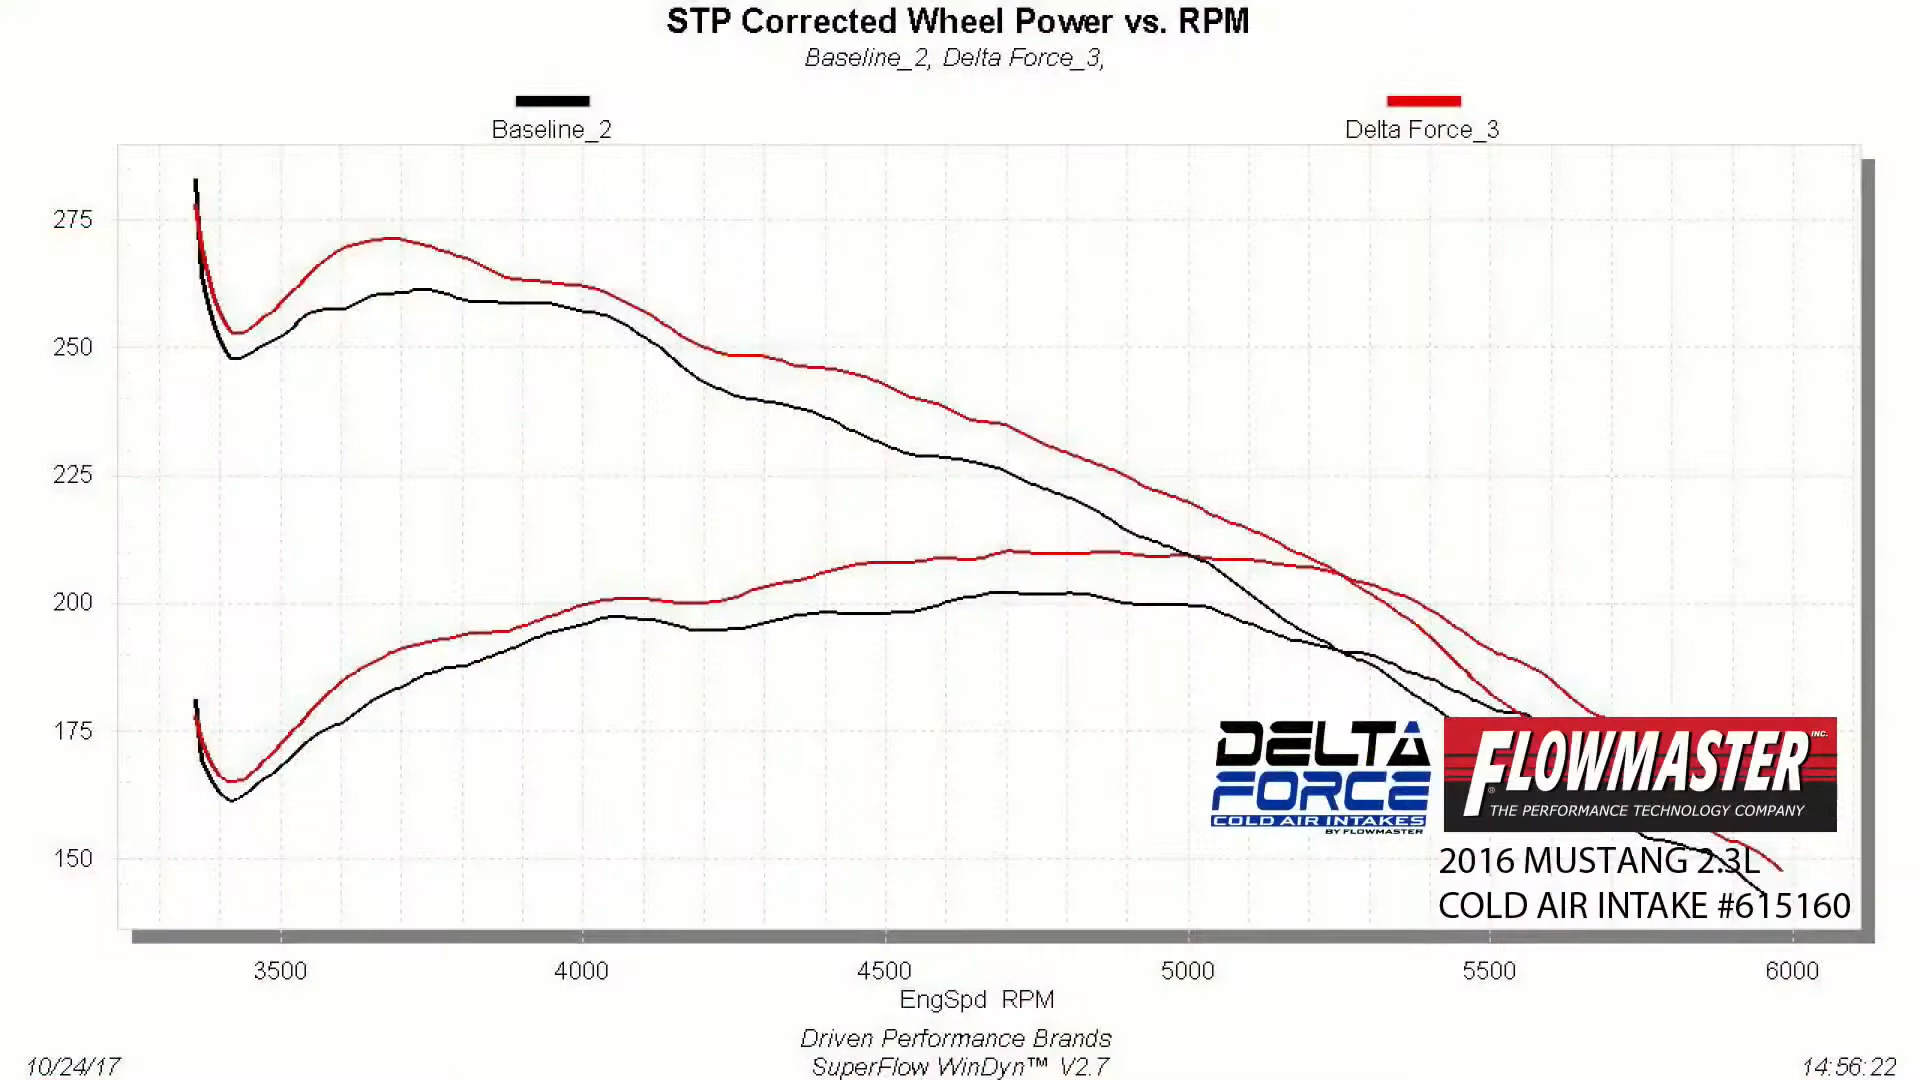 STP Corrected Wheel Power vs. RPM
Baseline_2, Delta Force_3,
Baseline_2
Delta Force_3
275
250
225
200
175
150
DELTA
FORCE
COLD AIR INTAKES
BY FLOWMASTER
FLOWMASTER INC.
®
THE PERFORMANCE TECHNOLOGY COMPANY
2016 MUSTANG 2.3L
COLD AIR INTAKE #615160
3500 4000 4500 5000 5500 6000
EngSpd RPM
Driven Performance Brands
10/24/17 SuperFlow WinDyn™ V2.7 14:56:22